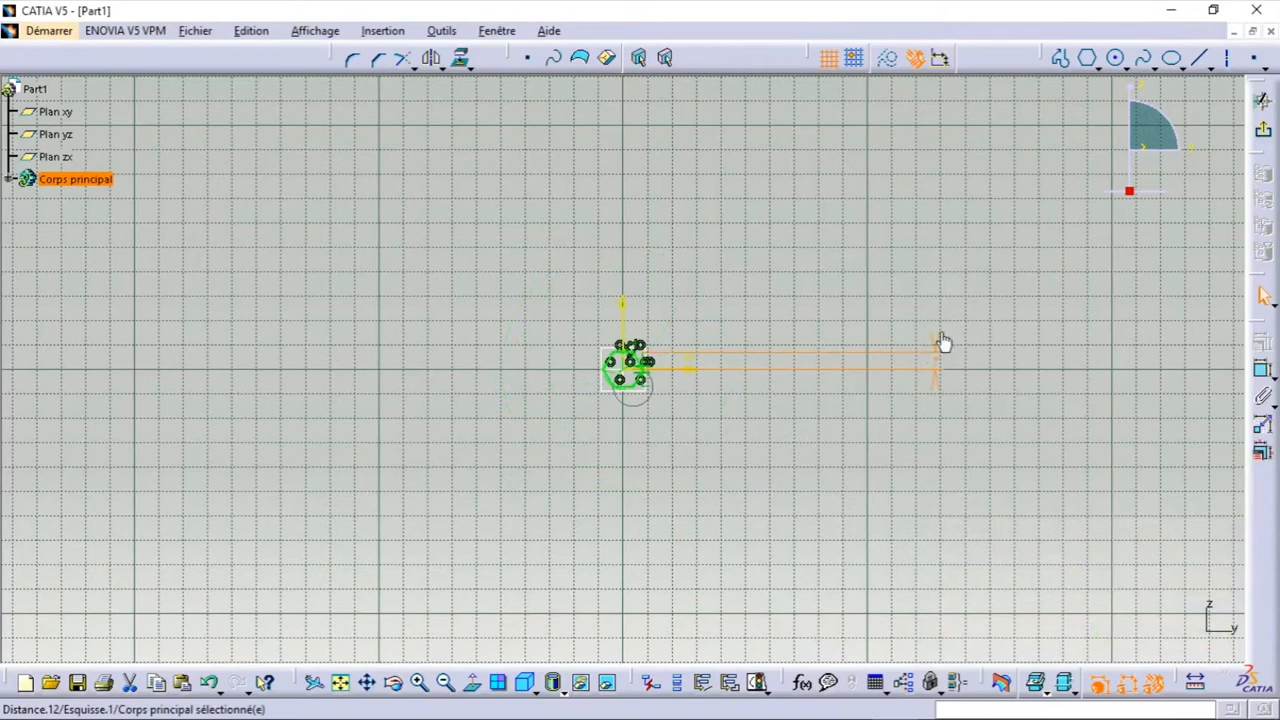 CATIA V5 - [Part1]
Démarrer ENOVIA V5 VPM Fichier Edition Affichage Insertion Outils Fenêtre Aide
Part1
Plan xy
Plan yz
Plan zx
Corps principal
z
y
f(x)
CATIA
Distance.12/Esquisse.1/Corps principal sélectionné(e)